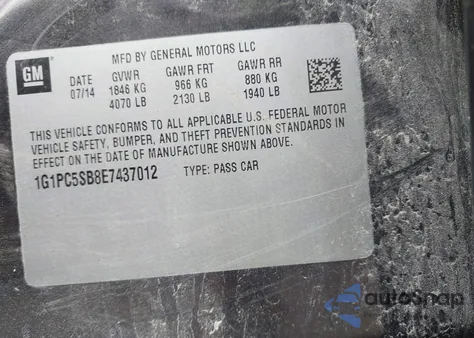 GM
MFD BY GENERAL MOTORS LLC
DATE GVWR GAWR FRT GAWR RR
07/14 1846 KG 966 KG 880 KG
4070 LB 2130 LB 1940 LB
THIS VEHICLE CONFORMS TO ALL APPLICABLE U.S. FEDERAL MOTOR
VEHICLE SAFETY, BUMPER, AND THEFT PREVENTION STANDARDS IN
EFFECT ON THE DATE OF MANUFACTURE SHOWN ABOVE.
1G1PC5SB8E7437012 TYPE: PASS CAR
autoSnap